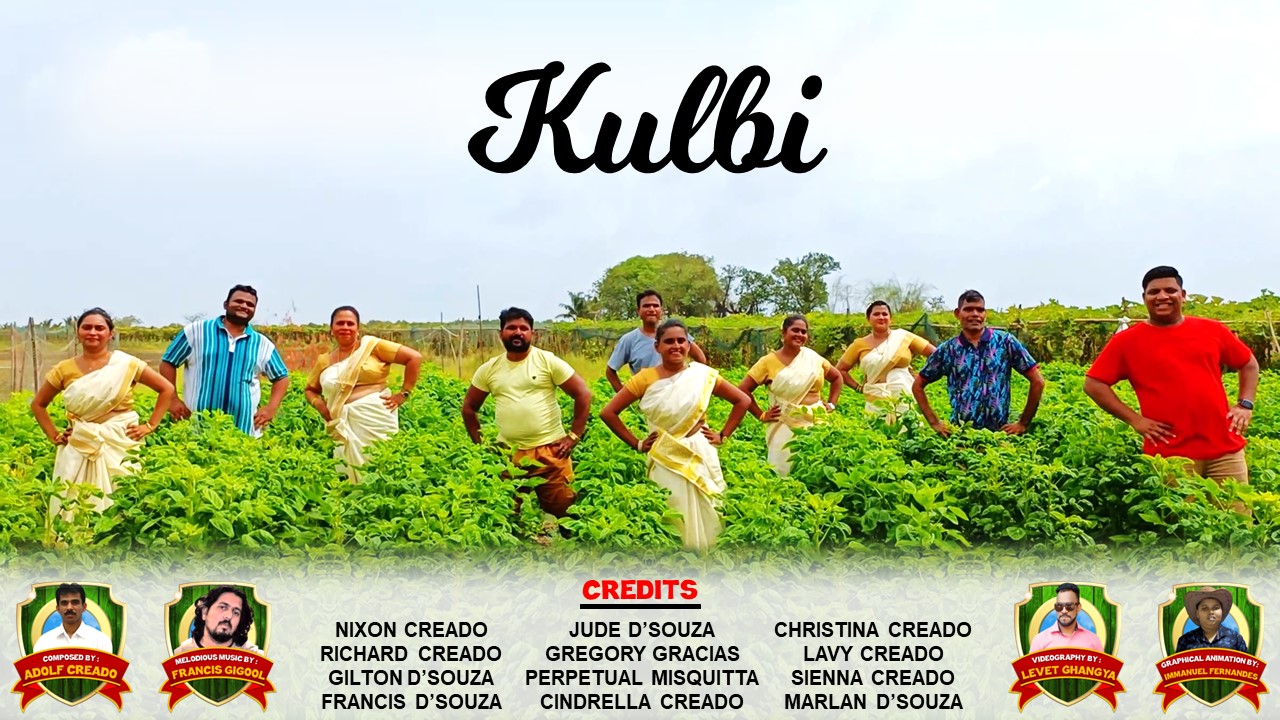 Kulbi
CREDITS
NIXON CREADO
RICHARD CREADO
GILTON D’SOUZA
FRANCIS D’SOUZA
JUDE D’SOUZA
GREGORY GRACIAS
PERPETUAL MISQUITTA
CINDRELLA CREADO
CHRISTINA CREADO
LAVY CREADO
SIENNA CREADO
MARLAN D’SOUZA
COMPOSED BY :
ADOLF CREADO
MELODIOUS MUSIC BY :
FRANCIS GIGOOL
VIDEOGRAPHY BY :
LEVET GHANGYA
GRAPHICAL ANIMATION BY:
IMMANUEL FERNANDES